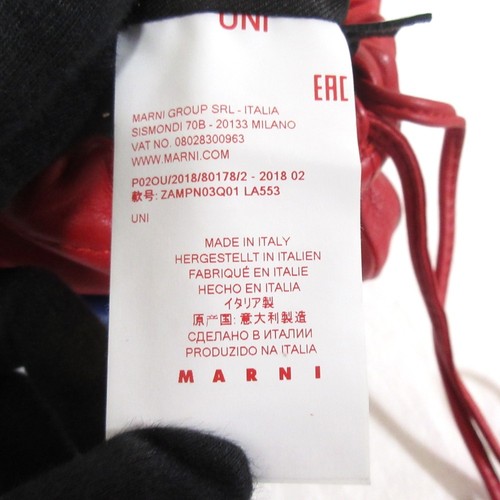 UNI
EAC
MARNI GROUP SRL - ITALIA
SISMONDI 70B - 20133 MILANO
VAT NO. 08028300963
WWW.MARNI.COM
P02OU/2018/80178/2 - 2018 02
款号: ZAMPN03Q01 LA553
UNI
MADE IN ITALY
HERGESTELLT IN ITALIEN
FABRIQUÉ EN ITALIE
HECHO EN ITALIA
イタリア製
原产国: 意大利製造
СДЕЛАНО В ИТАЛИИ
PRODUZIDO NA ITALIA
MARNI